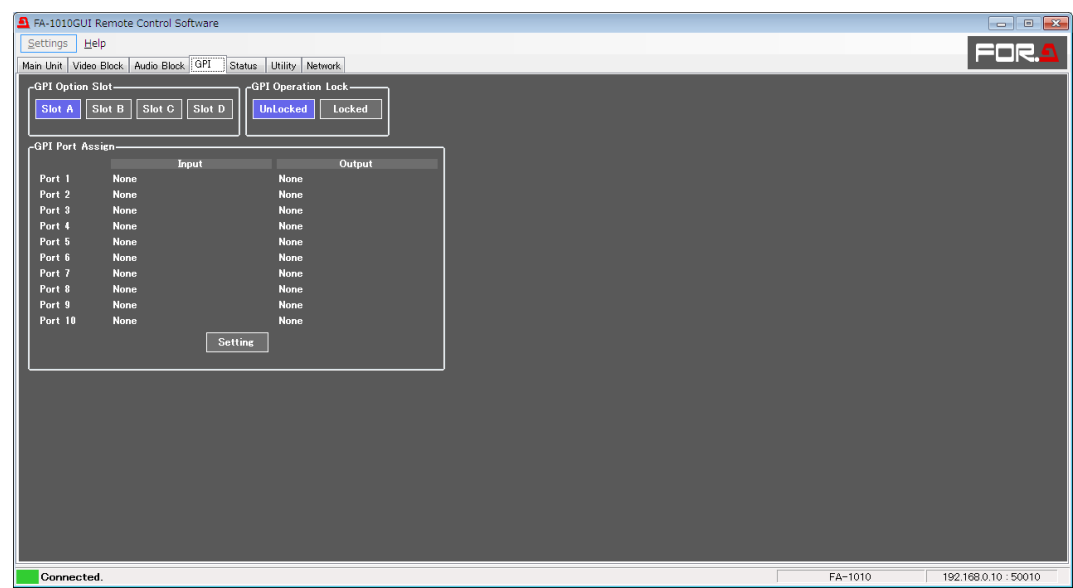 FA-1010GUI Remote Control Software
Settings Help
FOR.A
Main Unit Video Block Audio Block GPI Status Utility Network
GPI Option Slot GPI Operation Lock
Slot A Slot B Slot C Slot D UnLocked Locked
GPI Port Assign
Input Output
Port 1 None None
Port 2 None None
Port 3 None None
Port 4 None None
Port 5 None None
Port 6 None None
Port 7 None None
Port 8 None None
Port 9 None None
Port 10 None None
Setting
Connected. FA-1010 192.168.0.10 : 50010